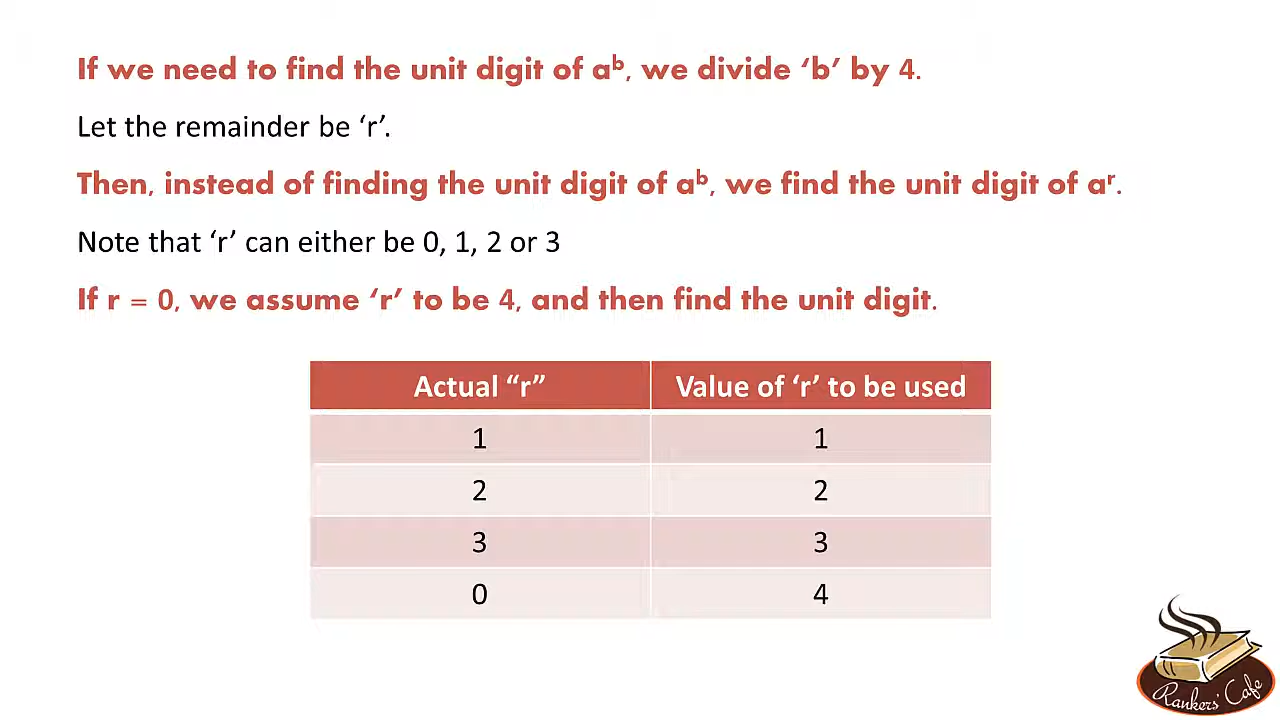 If we need to find the unit digit of aᵇ, we divide ‘b’ by 4.
Let the remainder be ‘r’.
Then, instead of finding the unit digit of aᵇ, we find the unit digit of aʳ.
Note that ‘r’ can either be 0, 1, 2 or 3
If r = 0, we assume ‘r’ to be 4, and then find the unit digit.
Actual “r” Value of ‘r’ to be used
1 1
2 2
3 3
0 4
Rankers' Cafe